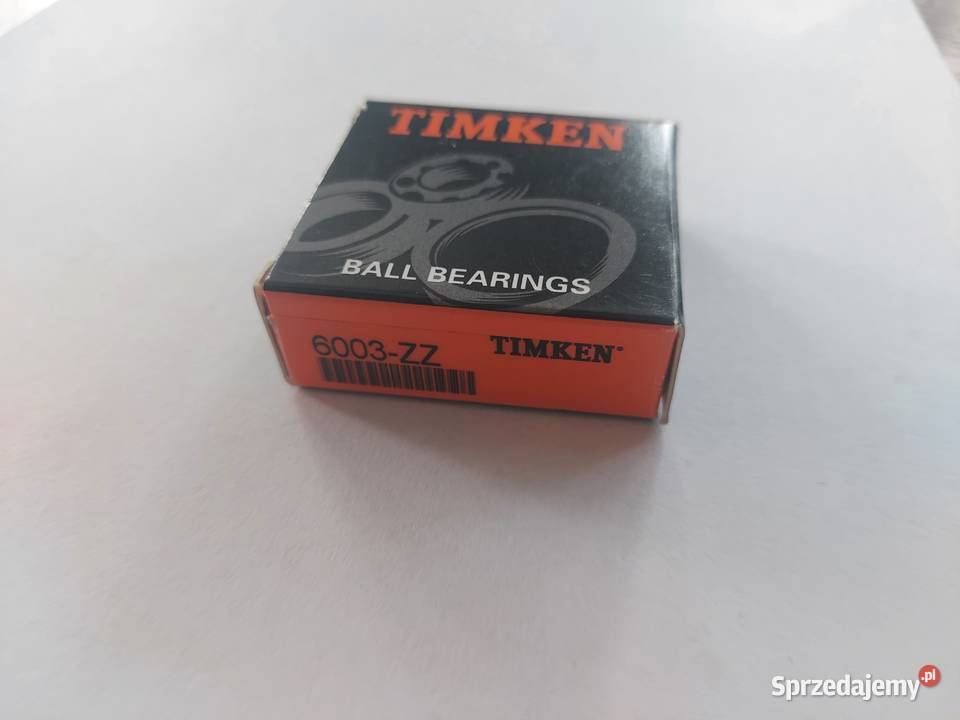 TIMKEN
BALL BEARINGS
6003-ZZ
TIMKEN®
Sprzedajemy.pl